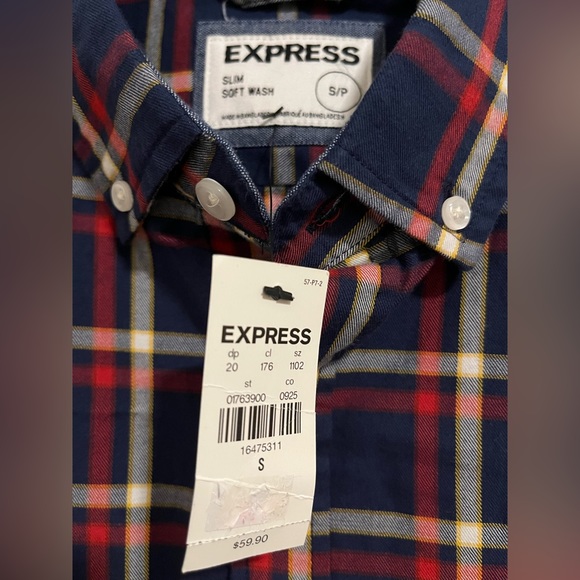 EXPRESS
SLIM
SOFT WASH
S/P
57-P7-2
EXPRESS
dp cl sz
20 176 1102
st co
01763900 0925
16475311
S
$59.90